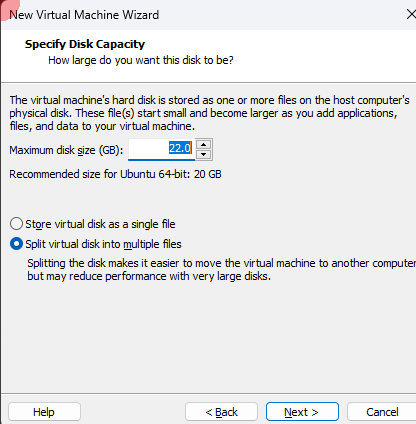 New Virtual Machine Wizard
Specify Disk Capacity
How large do you want this disk to be?
The virtual machine's hard disk is stored as one or more files on the host computer's
physical disk. These file(s) start small and become larger as you add applications,
files, and data to your virtual machine.
Maximum disk size (GB): 22.0
Recommended size for Ubuntu 64-bit: 20 GB
Store virtual disk as a single file
Split virtual disk into multiple files
Splitting the disk makes it easier to move the virtual machine to another computer
but may reduce performance with very large disks.
Help < Back Next > Cancel